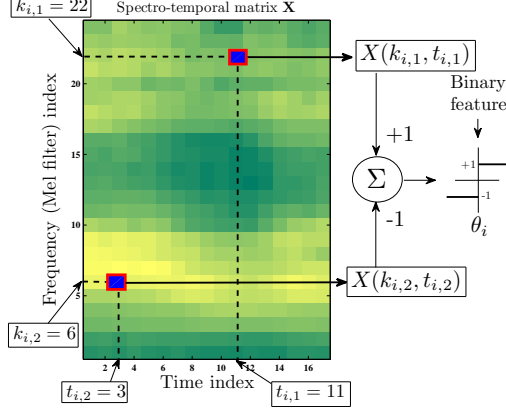 k_{i,1} = 22
Spectro-temporal matrix X
X(k_{i,1}, t_{i,1})
Binary
feature
+1
+1
Σ
-1
-1
θ_i
X(k_{i,2}, t_{i,2})
Frequency (Mel filter) index
20
15
10
5
k_{i,2} = 6
2 4 6 8 10 12 14 16
Time index
t_{i,2} = 3
t_{i,1} = 11